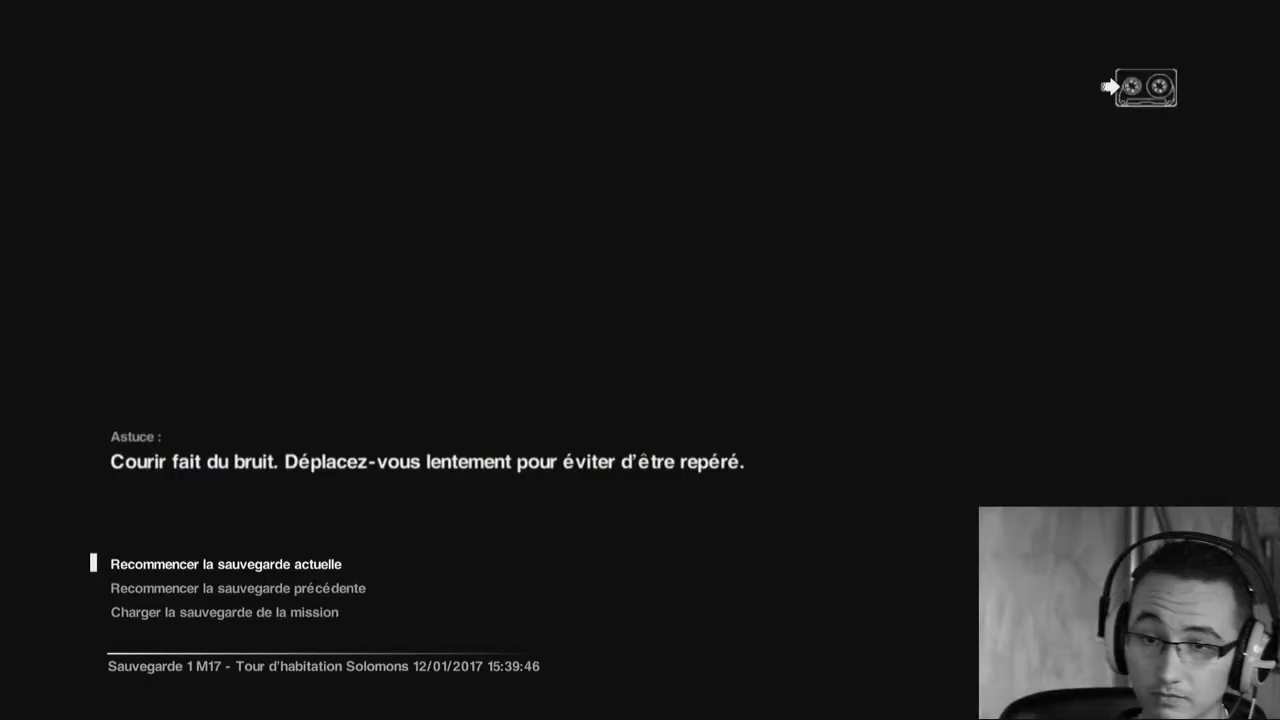 Astuce :
Courir fait du bruit. Déplacez-vous lentement pour éviter d'être repéré.
Recommencer la sauvegarde actuelle
Recommencer la sauvegarde précédente
Charger la sauvegarde de la mission
Sauvegarde 1 M17 - Tour d'habitation Solomons 12/01/2017 15:39:46